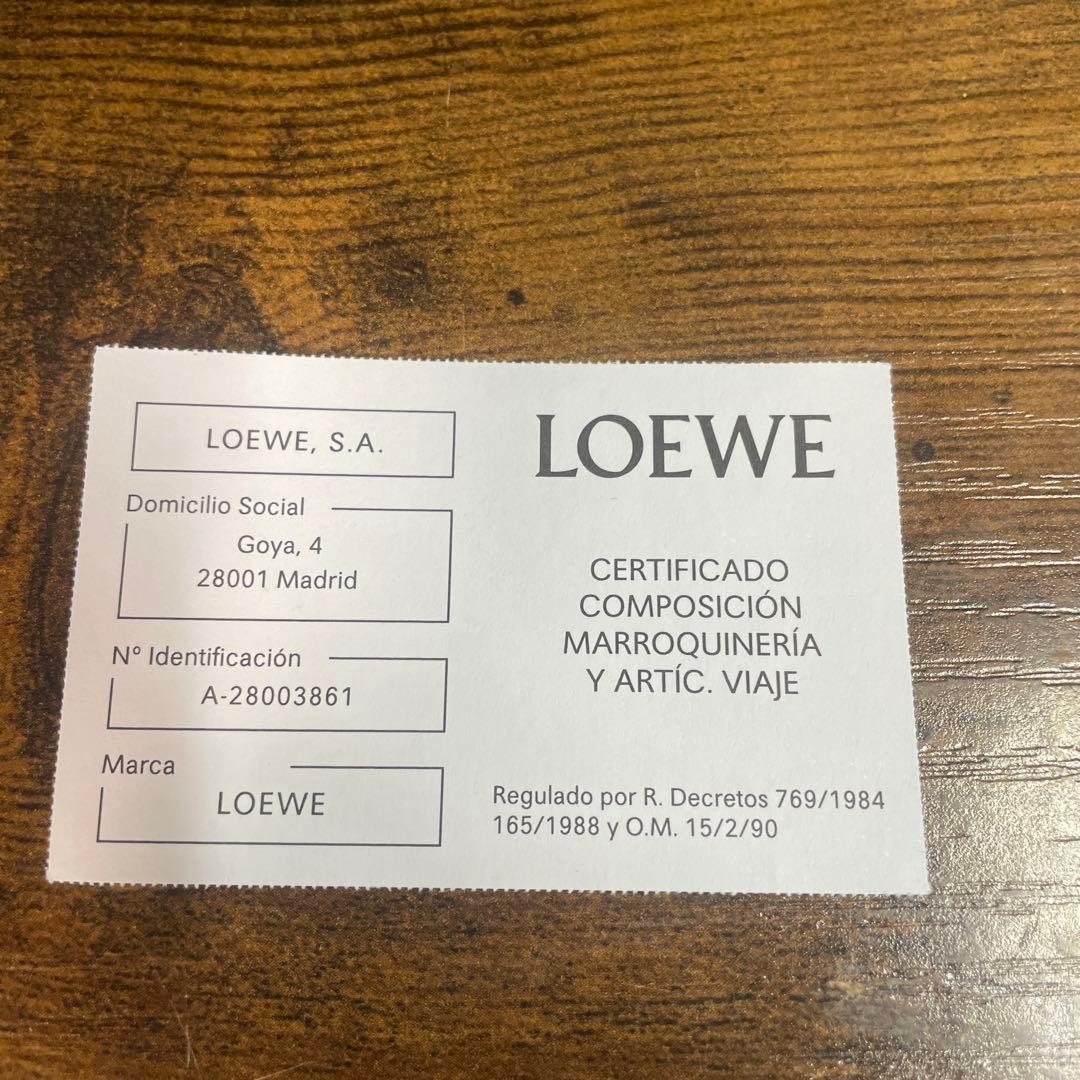 LOEWE, S.A.
Domicilio Social
Goya, 4
28001 Madrid
Nº Identificación
A-28003861
Marca
LOEWE
LOEWE
CERTIFICADO
COMPOSICIÓN
MARROQUINERÍA
Y ARTÍC. VIAJE
Regulado por R. Decretos 769/1984
165/1988 y O.M. 15/2/90